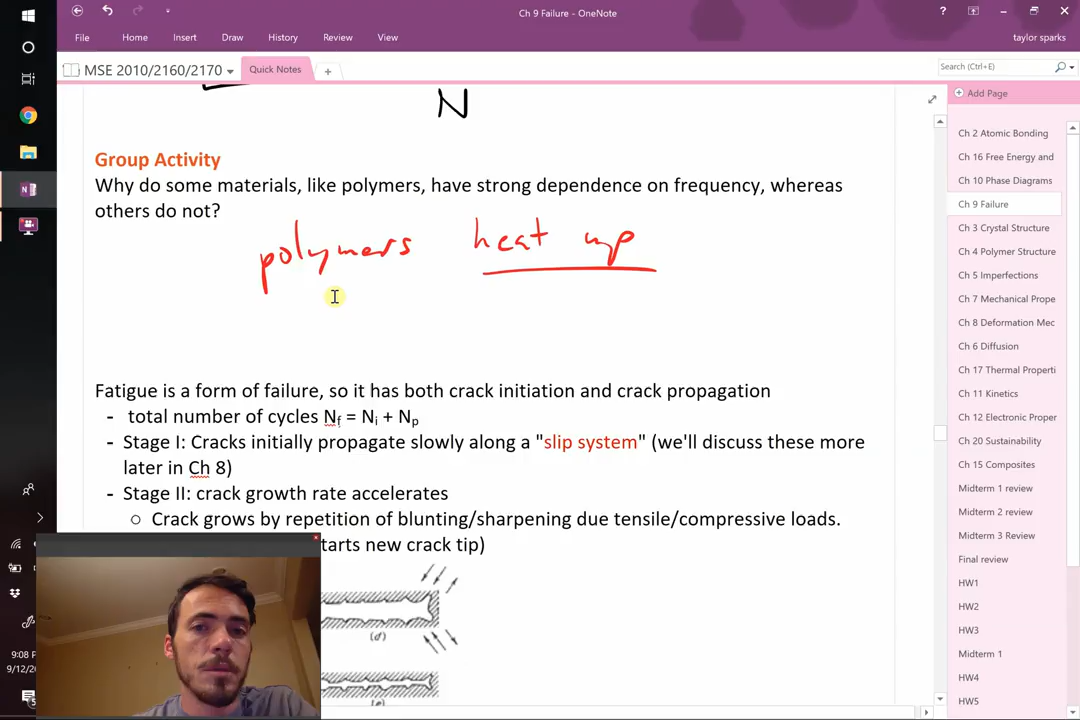 Ch 9 Failure - OneNote
File Home Insert Draw History Review View
taylor sparks
MSE 2010/2160/2170
Quick Notes
Search (Ctrl+E)
N
Add Page
Group Activity
Why do some materials, like polymers, have strong dependence on frequency, whereas
others do not?
polymers heat up
Fatigue is a form of failure, so it has both crack initiation and crack propagation
- total number of cycles Nf = Ni + Np
- Stage I: Cracks initially propagate slowly along a "slip system" (we'll discuss these more
later in Ch 8)
- Stage II: crack growth rate accelerates
Crack grows by repetition of blunting/sharpening due tensile/compressive loads.
tarts new crack tip)
(d)
(e)
Ch 2 Atomic Bonding
Ch 16 Free Energy and
Ch 10 Phase Diagrams
Ch 9 Failure
Ch 3 Crystal Structure
Ch 4 Polymer Structure
Ch 5 Imperfections
Ch 7 Mechanical Prope
Ch 8 Deformation Mec
Ch 6 Diffusion
Ch 17 Thermal Properti
Ch 11 Kinetics
Ch 12 Electronic Proper
Ch 20 Sustainability
Ch 15 Composites
Midterm 1 review
Midterm 2 review
Midterm 3 Review
Final review
HW1
HW2
HW3
Midterm 1
HW4
HW5
9:08 P
9/12/20